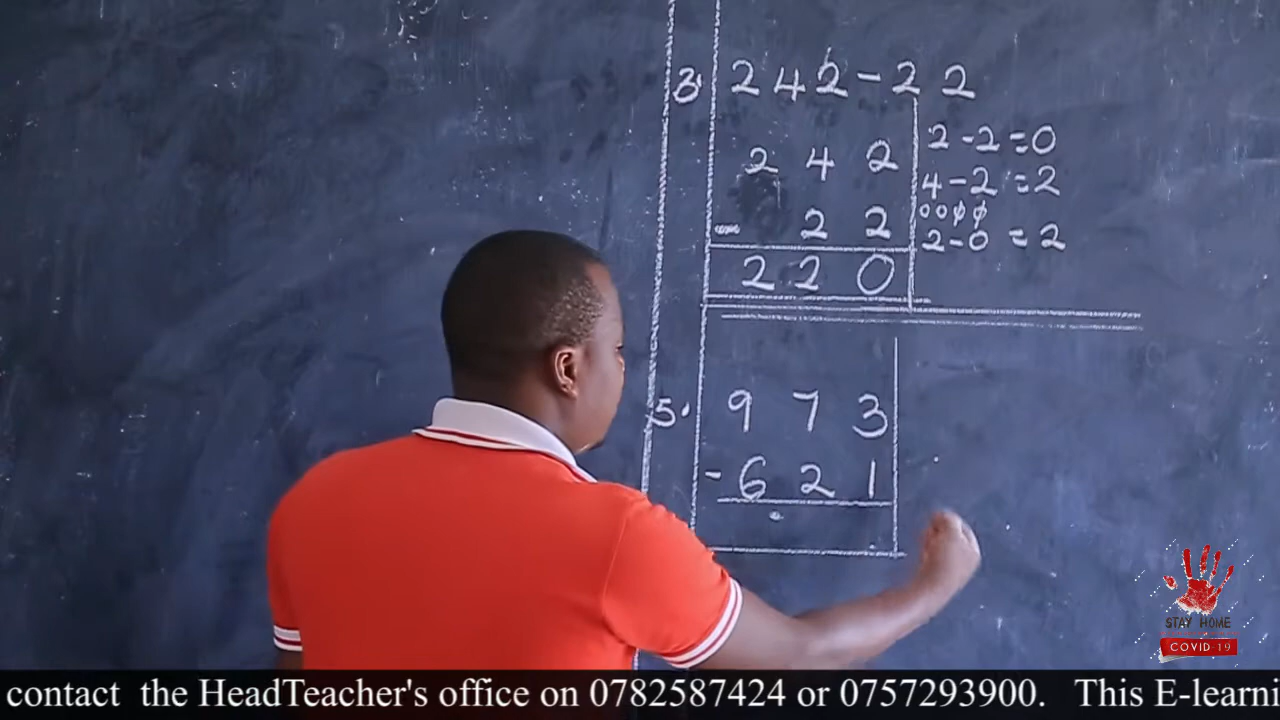 3. 242-22
2 4 2
2-2=0
4-2=2
- 2 2
2-0=2
2 2 0
5. 9 7 3
- 6 2 1
STAY HOME
COVID-19
contact the HeadTeacher's office on 0782587424 or 0757293900. This E-learni